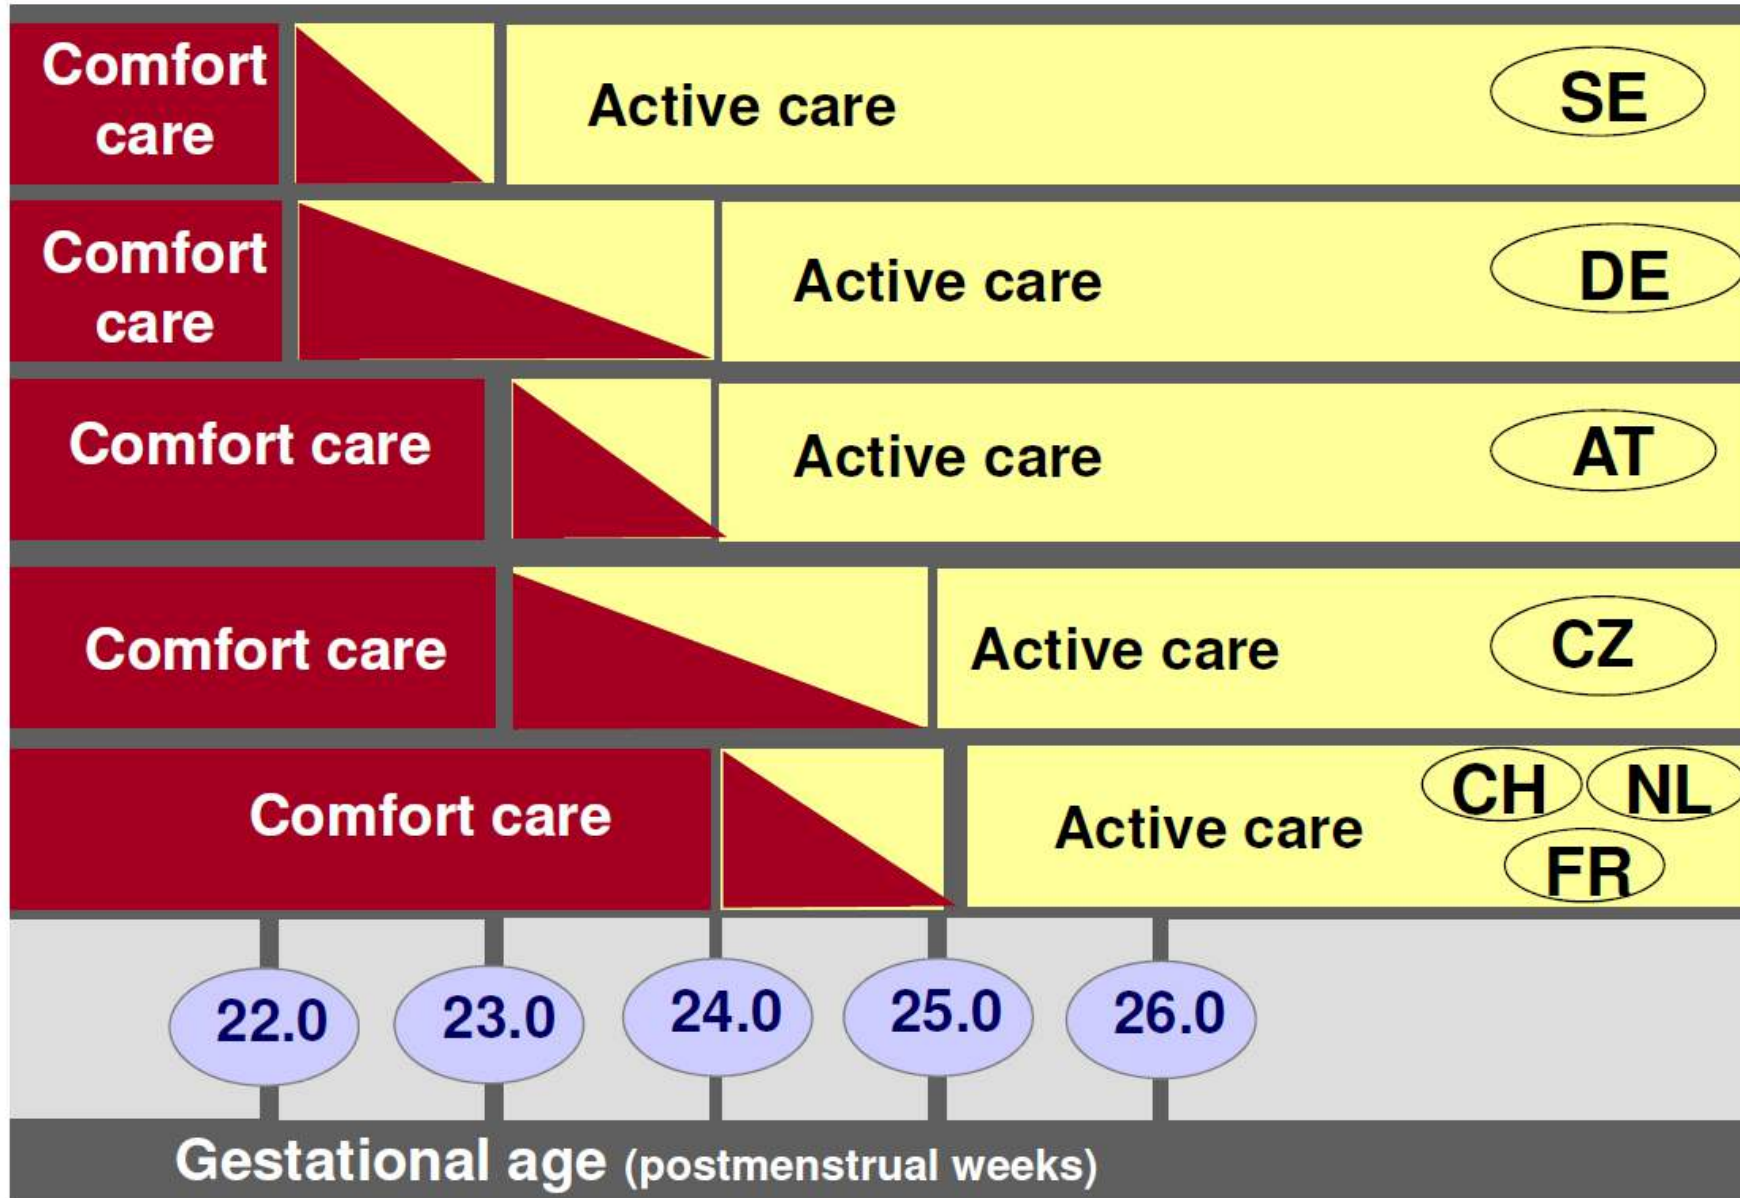 Comfort
care
Active care
SE
Comfort
care
Active care
DE
Comfort care
Active care
AT
Comfort care
Active care
CZ
Comfort care
Active care
CH NL
FR
22.0 23.0 24.0 25.0 26.0
Gestational age (postmenstrual weeks)